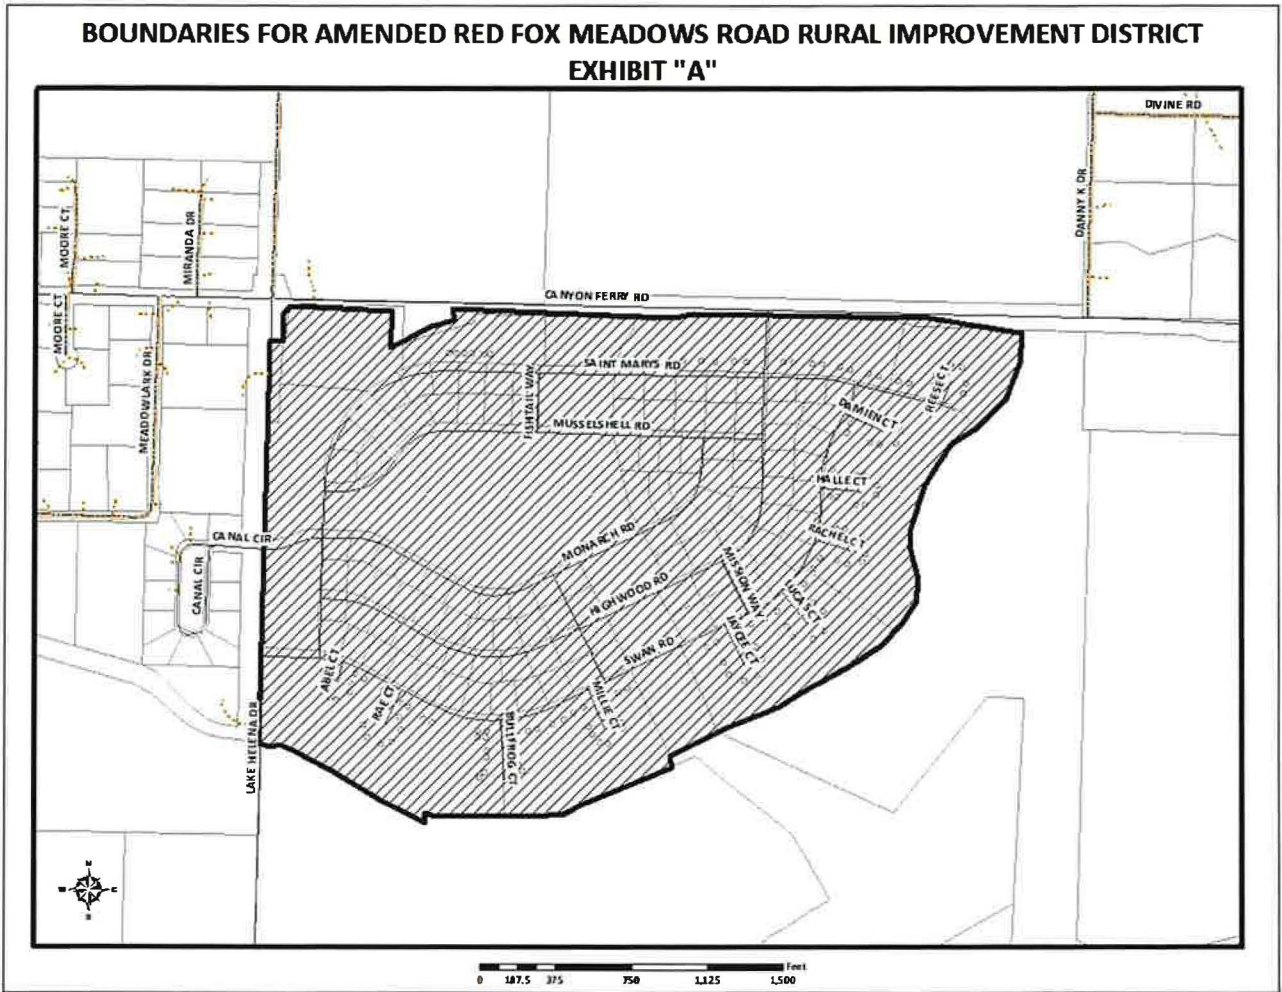 BOUNDARIES FOR AMENDED RED FOX MEADOWS ROAD RURAL IMPROVEMENT DISTRICT
EXHIBIT "A"
DIVINE RD
DANNY K DR
MOORE CT
MIRANDA DR
CANYON FERRY RD
MOORE CT
MEADOWLARK DR
SAINT MARYS RD
FISHTAIL WAY
REESE CT
DAMIEN CT
MUSSELSHELL RD
HALLE CT
CANAL CIR
RACHEL CT
MONARCH RD
CANAL CIR
HIGHWOOD RD
MISSION WAY
LUCAS CT
JAYCEE CT
SWAN RD
ABEL CT
RAE CT
MILLIE CT
BULLFROG CT
LAKE HELENA DR
N
W
E
S
Feet
0 187.5 375 750 1,125 1,500